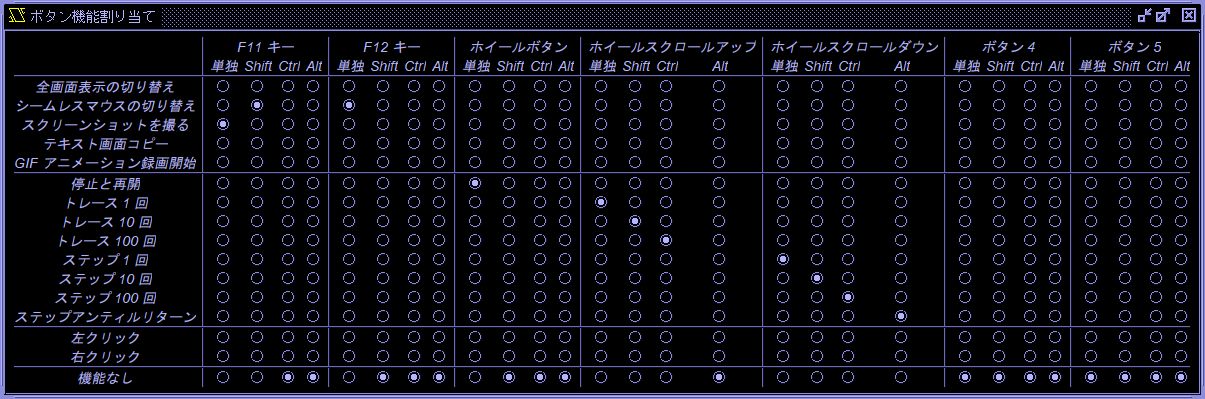 ボタン機能割り当て
F11 キー F12 キー ホイールボタン ホイールスクロールアップ ホイールスクロールダウン ボタン 4 ボタン 5
単独 Shift Ctrl Alt 単独 Shift Ctrl Alt 単独 Shift Ctrl Alt 単独 Shift Ctrl Alt 単独 Shift Ctrl Alt 単独 Shift Ctrl Alt 単独 Shift Ctrl Alt
全画面表示の切り替え
シームレスマウスの切り替え
スクリーンショットを撮る
テキスト画面コピー
GIF アニメーション録画開始
停止と再開
トレース 1 回
トレース 10 回
トレース 100 回
ステップ 1 回
ステップ 10 回
ステップ 100 回
ステップアンティルリターン
左クリック
右クリック
機能なし